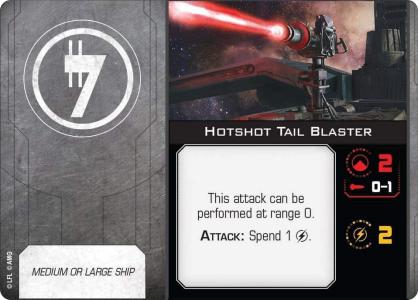 HOTSHOT TAIL BLASTER
2
0-1
This attack can be
performed at range 0.
ATTACK: Spend 1 .
2
MEDIUM OR LARGE SHIP
© LFL © AMG